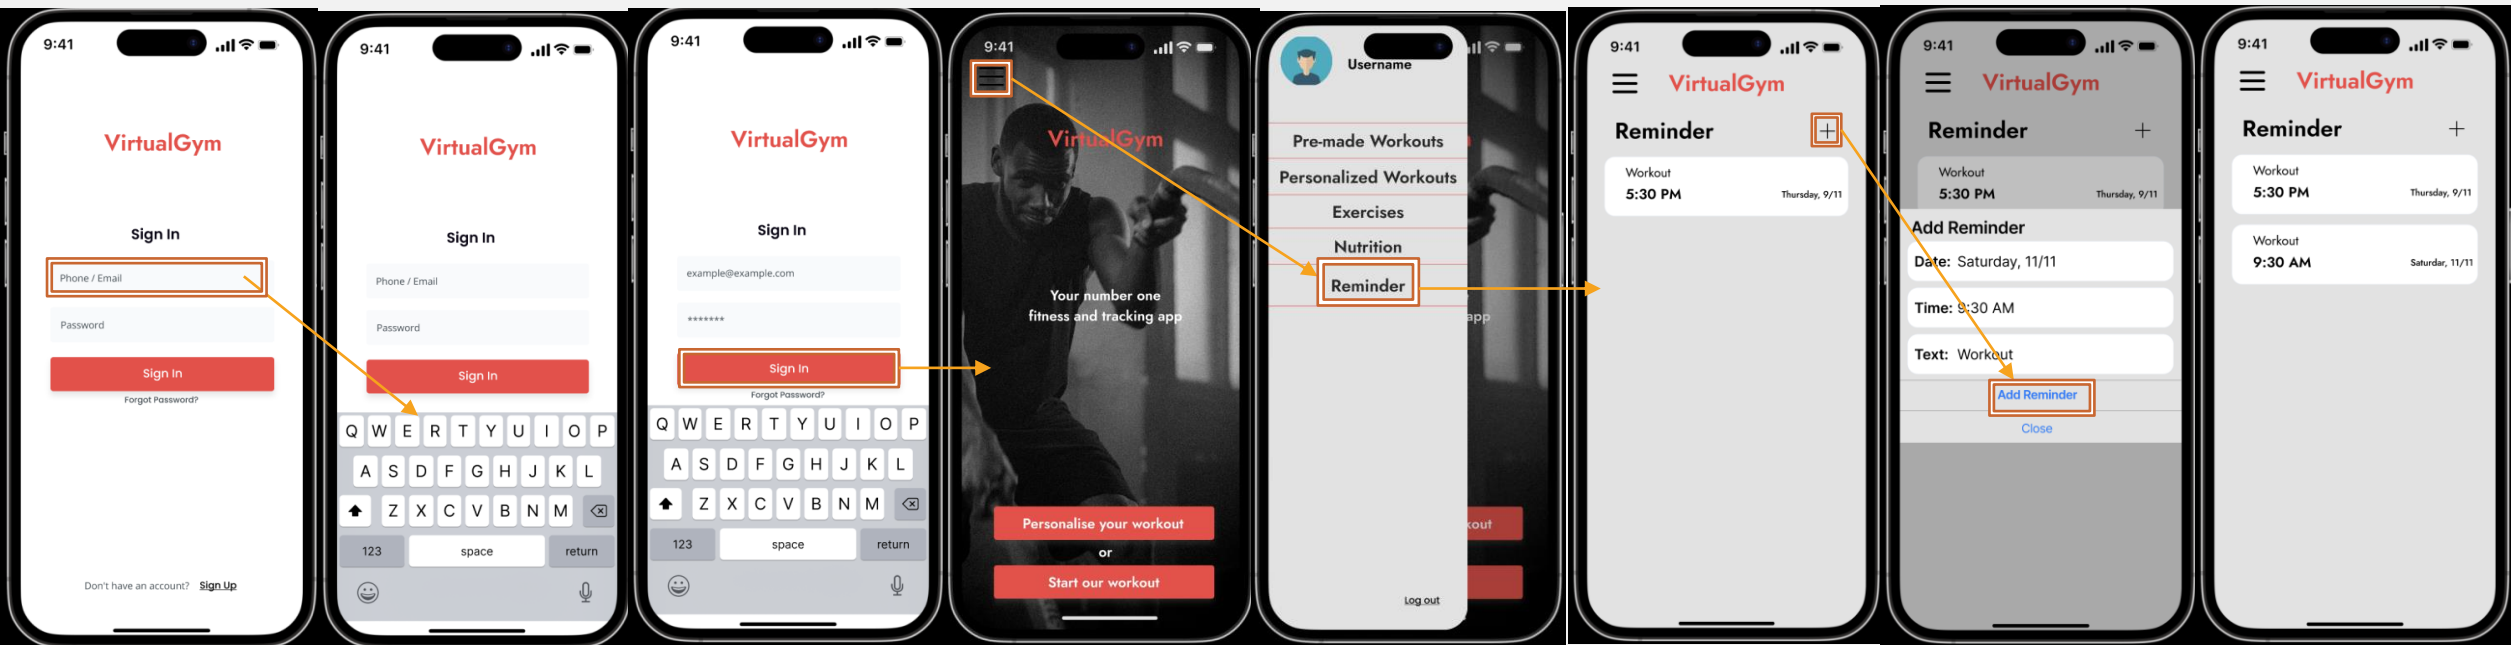 9:41
VirtualGym
Sign In
Phone / Email
Password
Sign In
Forgot Password?
Don't have an account? Sign Up
9:41
VirtualGym
Sign In
Phone / Email
Password
Sign In
Q W E R T Y U I O P
A S D F G H J K L
Z X C V B N M
123 space return
9:41
VirtualGym
Sign In
example@example.com
*******
Sign In
Forgot Password?
Q W E R T Y U I O P
A S D F G H J K L
Z X C V B N M
123 space return
9:41
VirtualGym
Your number one
fitness and tracking app
Personalise your workout
or
Start our workout
Username
Pre-made Workouts
Personalized Workouts
Exercises
Nutrition
Reminder
Log out
app
kout
9:41
VirtualGym
Reminder +
Workout
5:30 PM Thursday, 9/11
9:41
VirtualGym
Reminder +
Workout
5:30 PM Thursday, 9/11
Add Reminder
Date: Saturday, 11/11
Time: 9:30 AM
Text: Workout
Add Reminder
Close
9:41
VirtualGym
Reminder +
Workout
5:30 PM Thursday, 9/11
Workout
9:30 AM Saturdar, 11/11